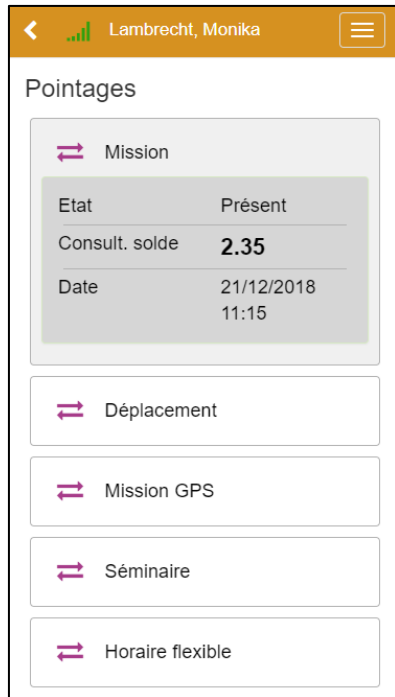 Lambrecht, Monika
Pointages
Mission
Etat Présent
Consult. solde 2.35
Date 21/12/2018
11:15
Déplacement
Mission GPS
Séminaire
Horaire flexible